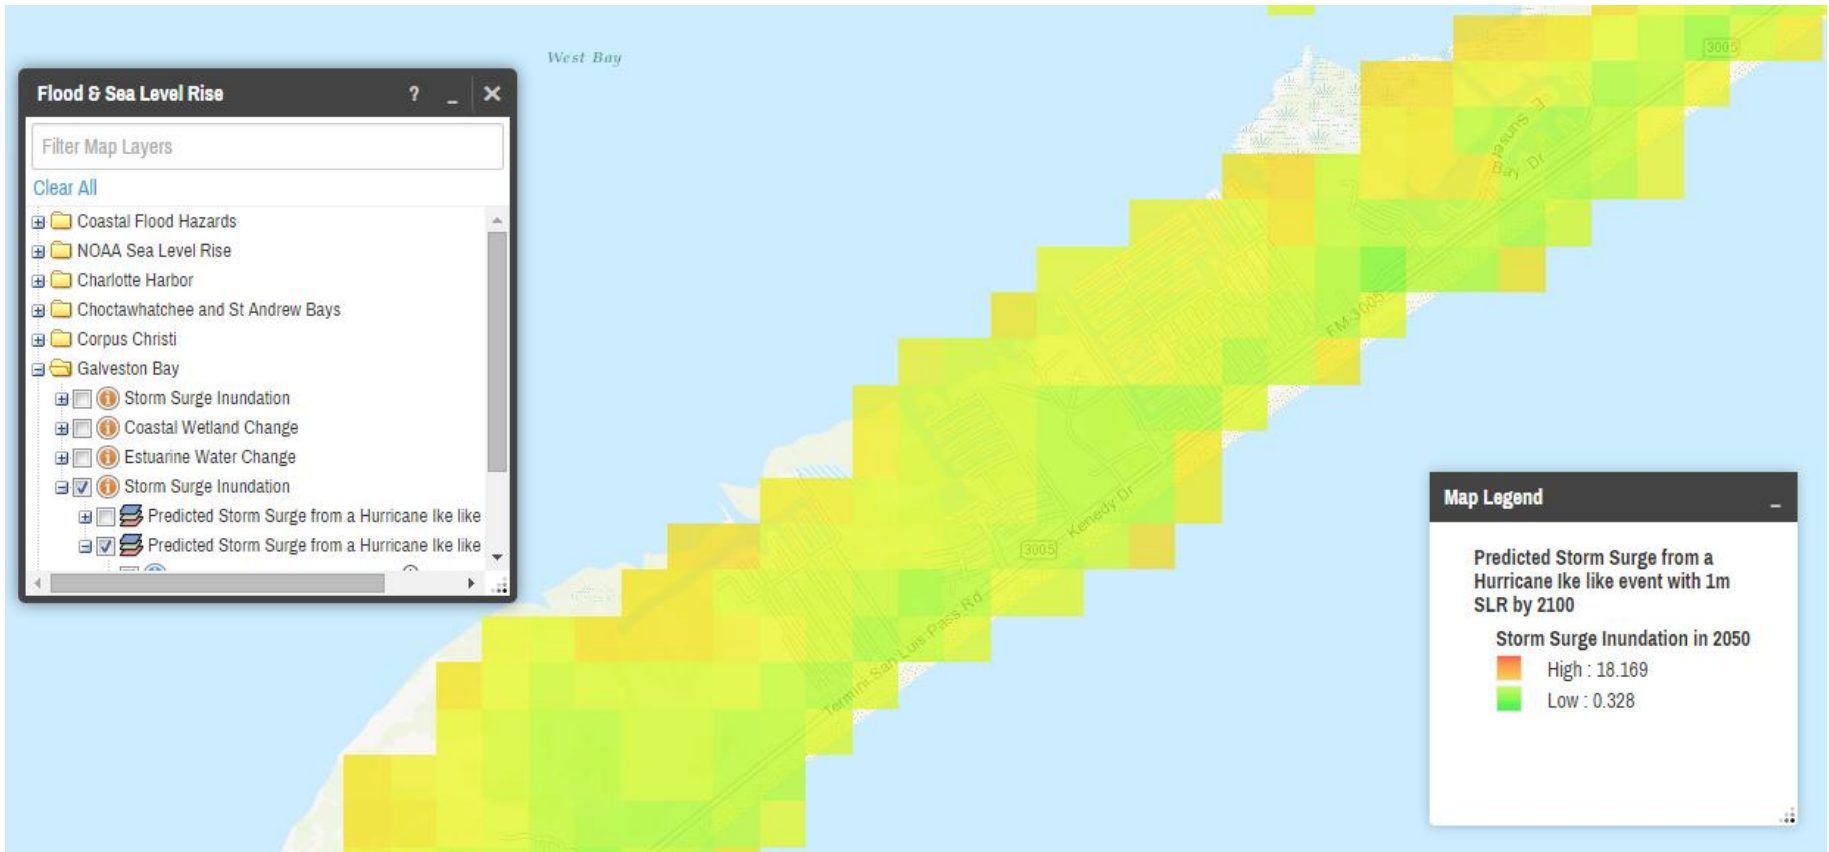 West Bay
3005
Flood & Sea Level Rise ? _ ✕
Filter Map Layers
Clear All
Coastal Flood Hazards
NOAA Sea Level Rise
Charlotte Harbor
Choctawhatchee and St Andrew Bays
Corpus Christi
Galveston Bay
Storm Surge Inundation
Coastal Wetland Change
Estuarine Water Change
Storm Surge Inundation
Predicted Storm Surge from a Hurricane Ike like
Predicted Storm Surge from a Hurricane Ike like
E Sunset
Bay Dr
FM-3005
Kenedy Dr
3005
Termini-San Luis Pass Rd
Map Legend _
Predicted Storm Surge from a
Hurricane Ike like event with 1m
SLR by 2100
Storm Surge Inundation in 2050
High : 18.169
Low : 0.328